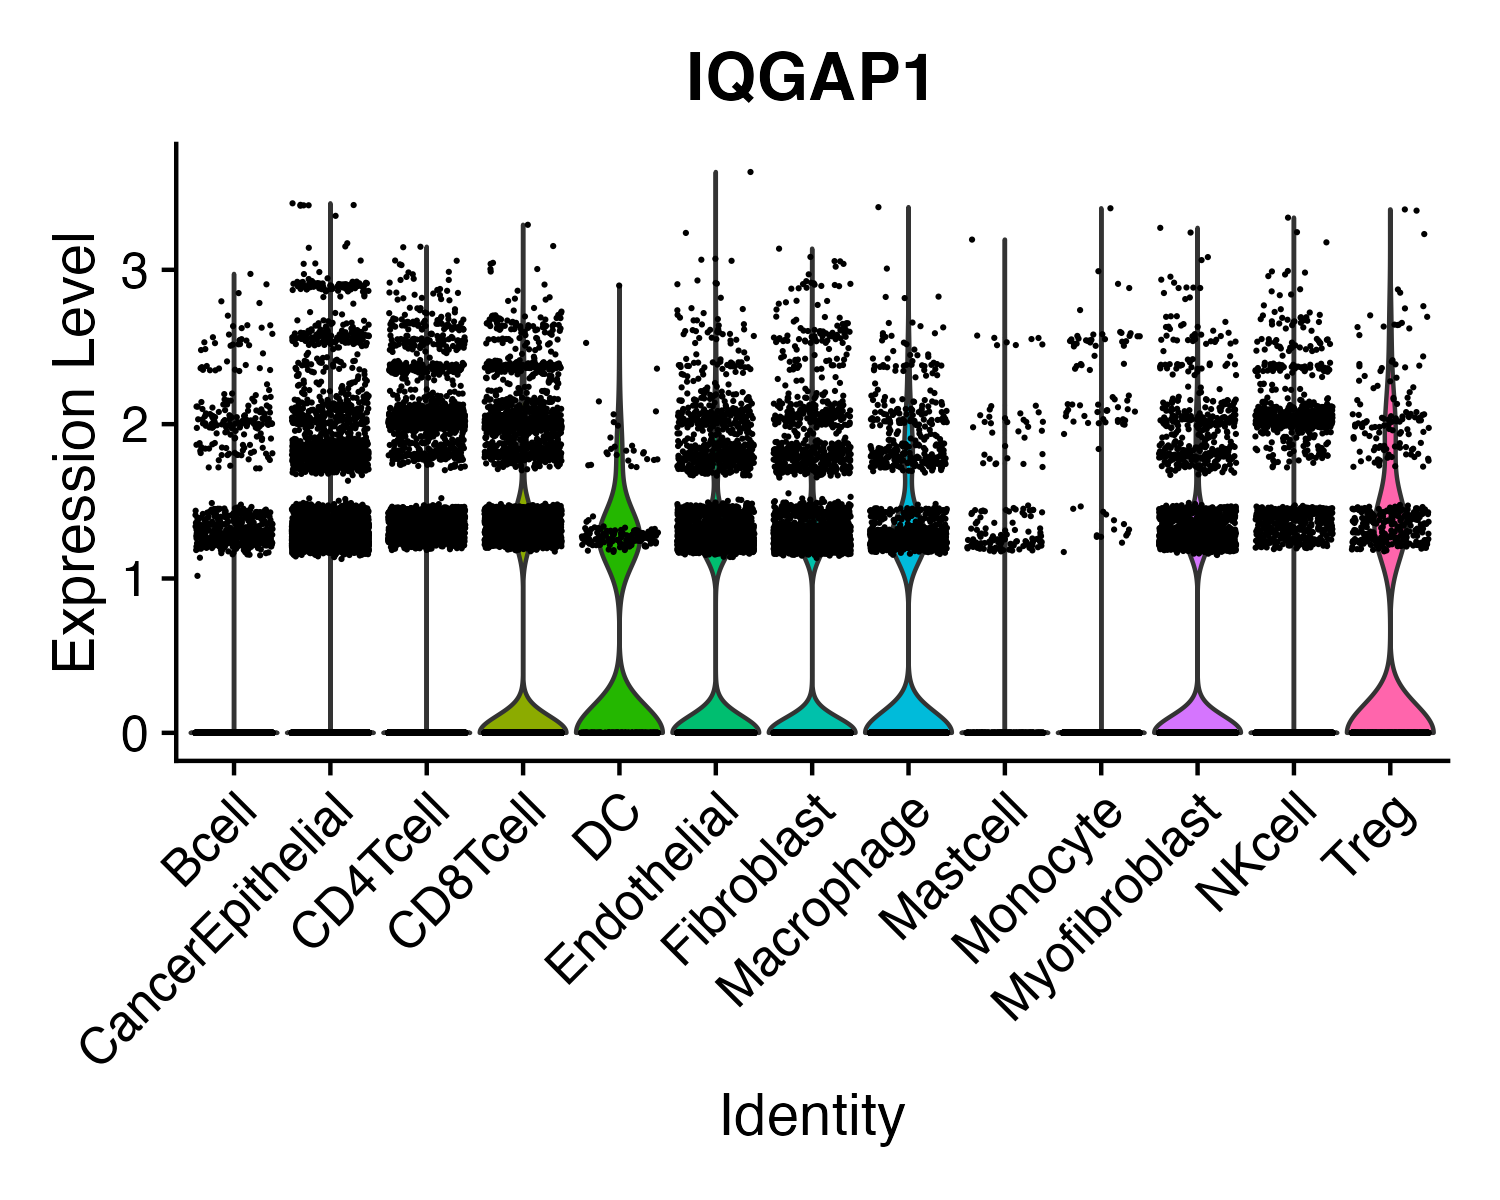 IQGAP1
Expression Level
3
2
1
0
Bcell
CancerEpithelial
CD4Tcell
CD8Tcell
DC
Endothelial
Fibroblast
Macrophage
Mastcell
Monocyte
Myofibroblast
NKcell
Treg
Identity